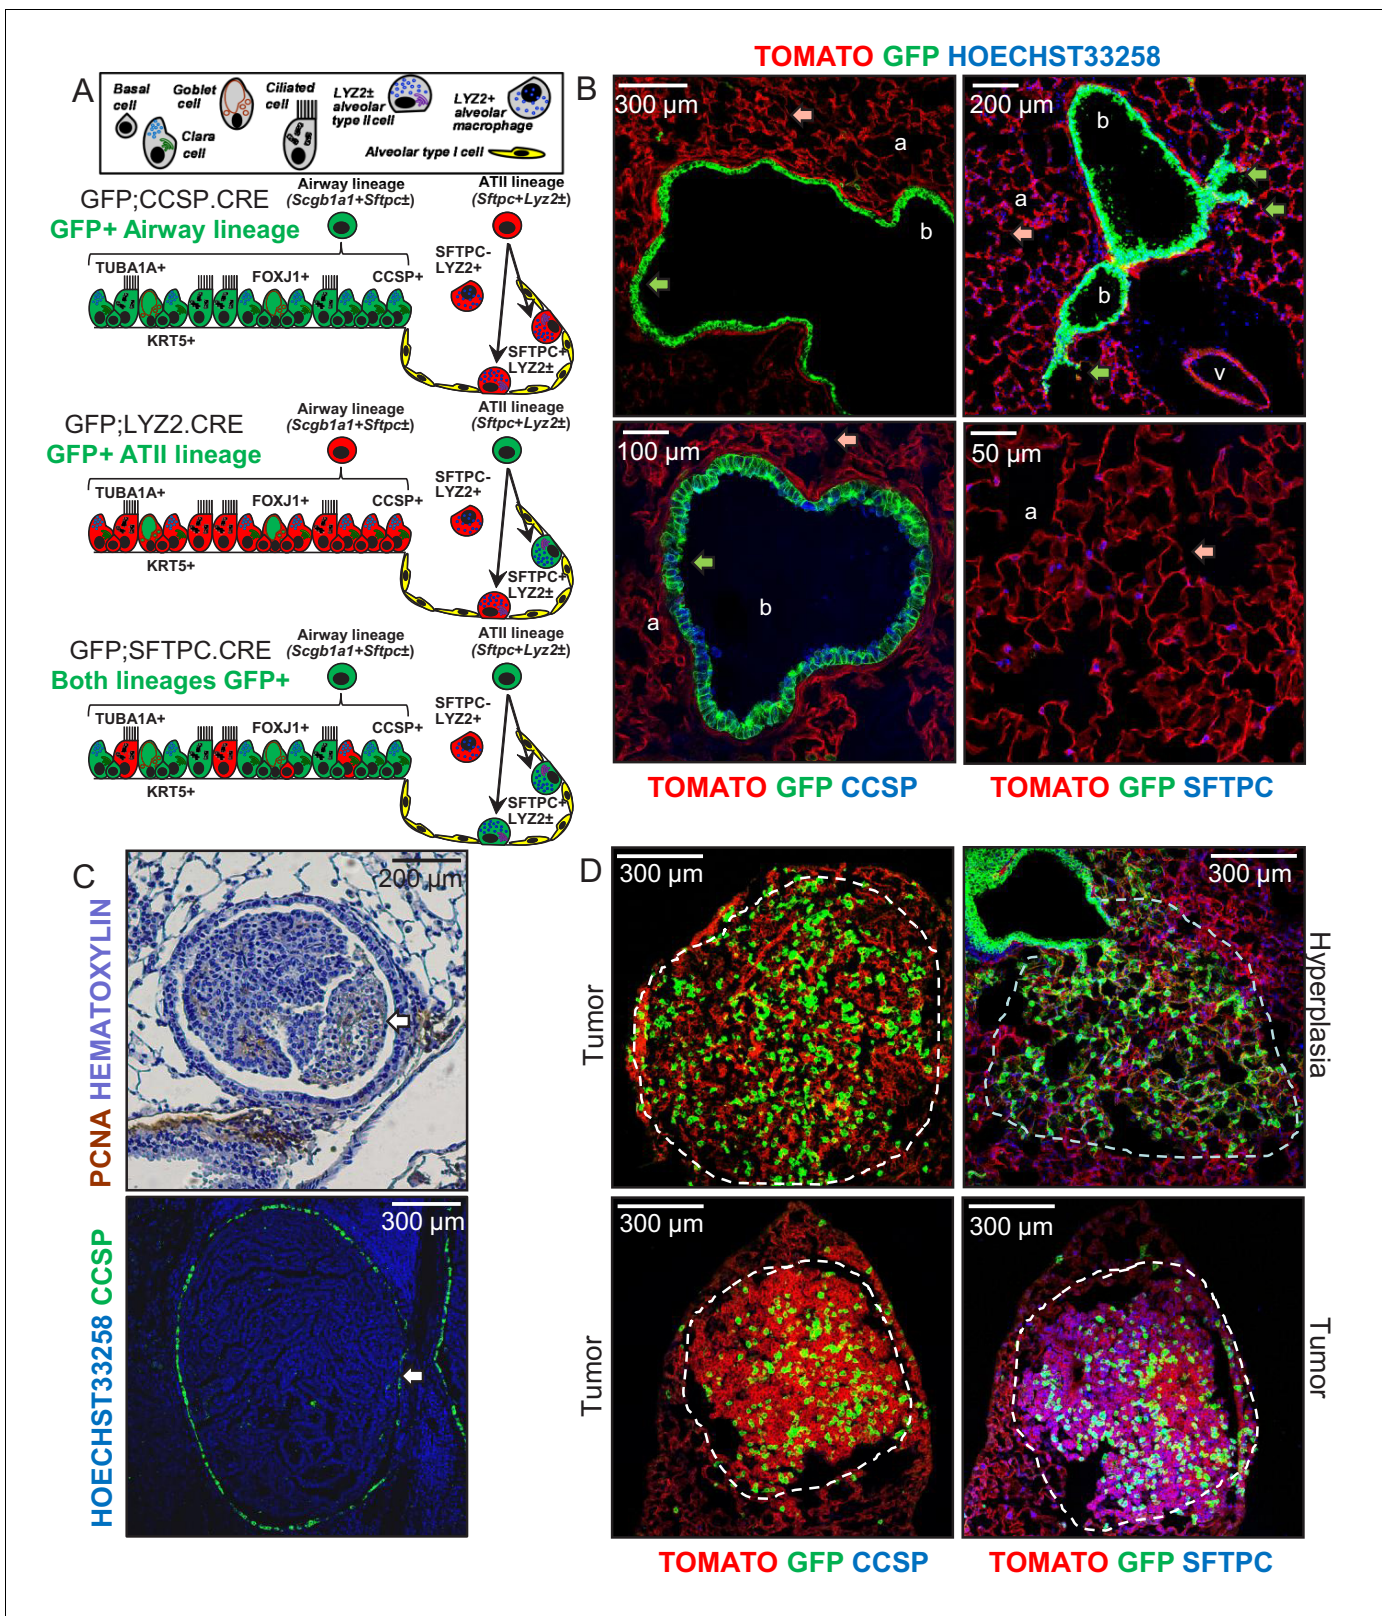 A
Basal cell
Goblet cell
Ciliated cell
LYZ2± alveolar type II cell
LYZ2+ alveolar macrophage
Clara cell
Alveolar type I cell
GFP;CCSP.CRE
GFP+ Airway lineage
Airway lineage
(Scgb1a1+Sftpc±)
ATII lineage
(Sftpc+Lyz2±)
TUBA1A+
FOXJ1+
CCSP+
SFTPC-
LYZ2+
KRT5+
SFTPC+
LYZ2±
GFP;LYZ2.CRE
GFP+ ATII lineage
Airway lineage
(Scgb1a1+Sftpc±)
ATII lineage
(Sftpc+Lyz2±)
TUBA1A+
FOXJ1+
CCSP+
SFTPC-
LYZ2+
KRT5+
SFTPC+
LYZ2±
GFP;SFTPC.CRE
Both lineages GFP+
Airway lineage
(Scgb1a1+Sftpc±)
ATII lineage
(Sftpc+Lyz2±)
TUBA1A+
FOXJ1+
CCSP+
SFTPC-
LYZ2+
KRT5+
SFTPC+
LYZ2±
B
TOMATO GFP HOECHST33258
300 µm
a
b
200 µm
b
a
b
v
100 µm
a
b
50 µm
a
TOMATO GFP CCSP
TOMATO GFP SFTPC
C
PCNA HEMATOXYLIN
200 µm
HOECHST33258 CCSP
300 µm
D
Tumor
300 µm
300 µm
Hyperplasia
Tumor
300 µm
300 µm
Tumor
TOMATO GFP CCSP
TOMATO GFP SFTPC